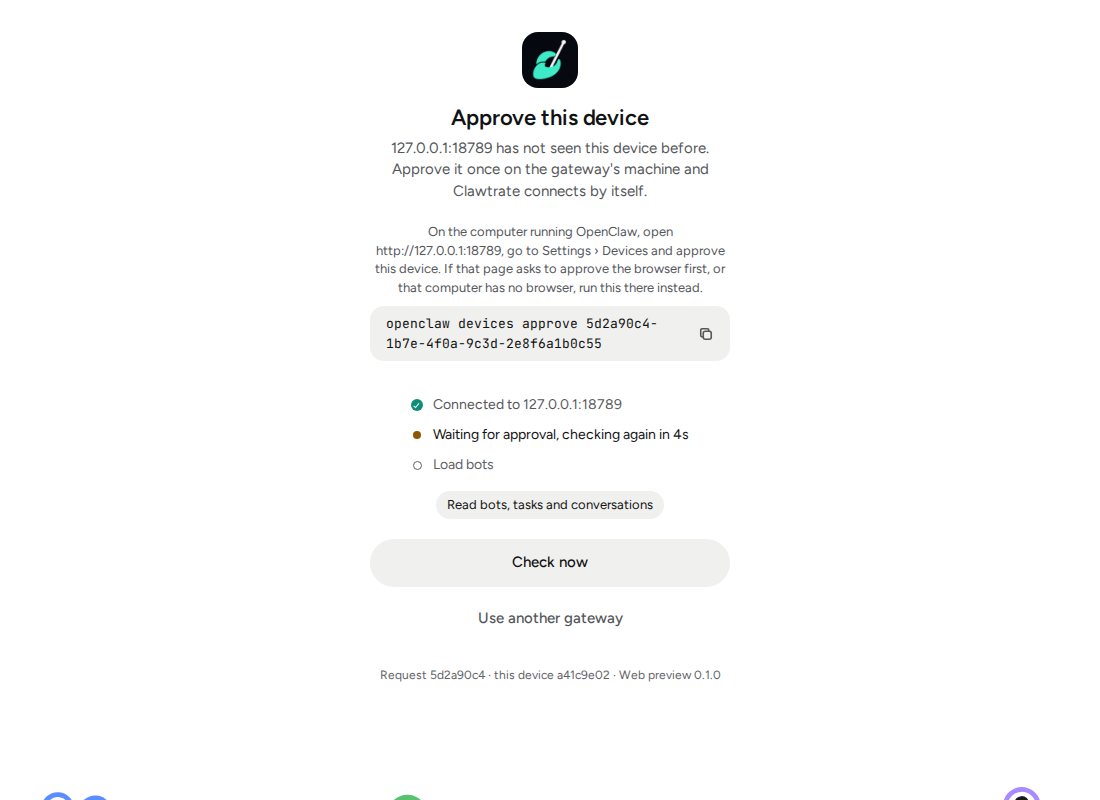 Approve this device
127.0.0.1:18789 has not seen this device before.
Approve it once on the gateway's machine and
Clawtrate connects by itself.
On the computer running OpenClaw, open
http://127.0.0.1:18789, go to Settings › Devices and approve
this device. If that page asks to approve the browser first, or
that computer has no browser, run this there instead.
openclaw devices approve 5d2a90c4-
1b7e-4f0a-9c3d-2e8f6a1b0c55
Connected to 127.0.0.1:18789
Waiting for approval, checking again in 4s
Load bots
Read bots, tasks and conversations
Check now
Use another gateway
Request 5d2a90c4 · this device a41c9e02 · Web preview 0.1.0